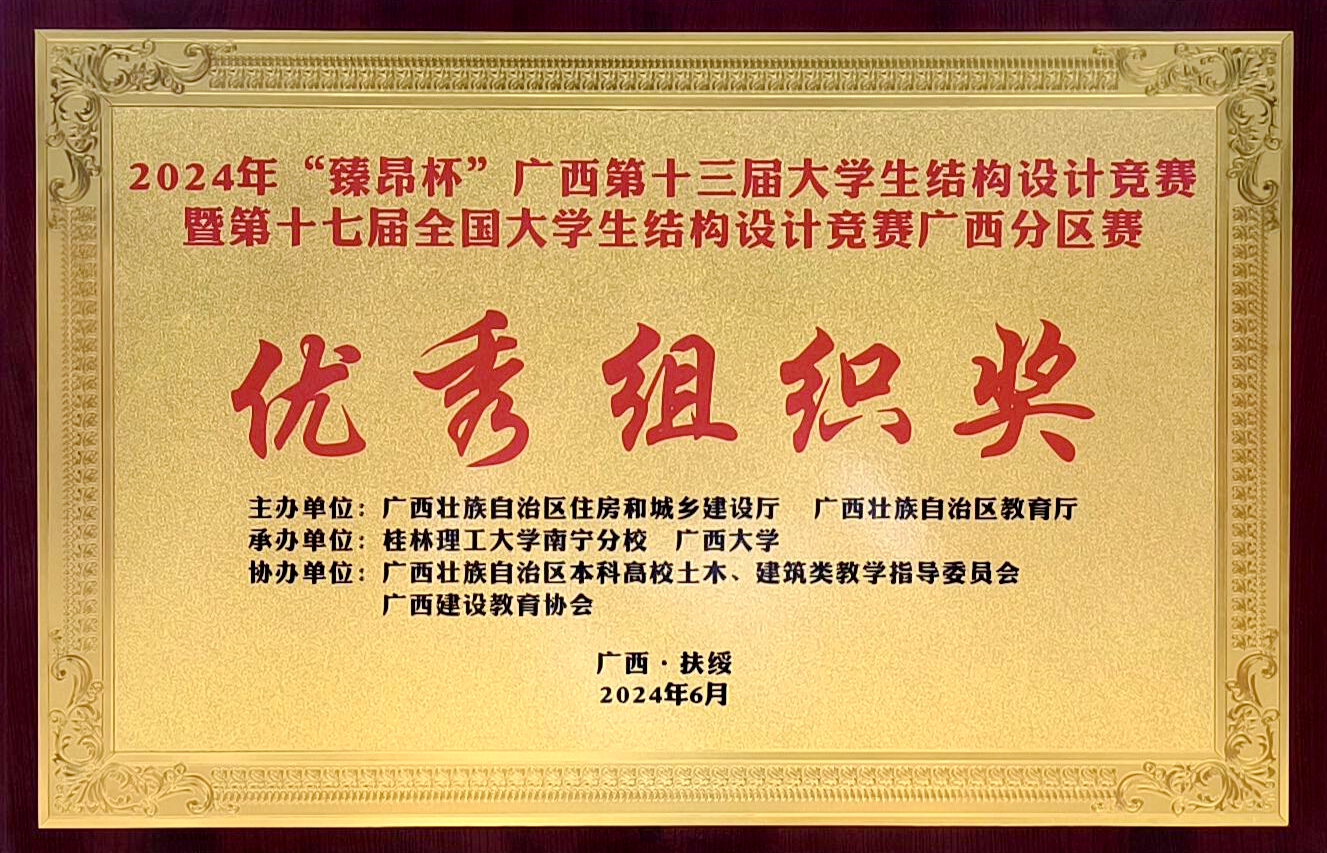 2024年“臻昂杯”广西第十三届大学生结构设计竞赛
暨第十七届全国大学生结构设计竞赛广西分区赛
优秀组织奖
主办单位：广西壮族自治区住房和城乡建设厅 广西壮族自治区教育厅
承办单位：桂林理工大学南宁分校 广西大学
协办单位：广西壮族自治区本科高校土木、建筑类教学指导委员会
广西建设教育协会
广西·扶绥
2024年6月